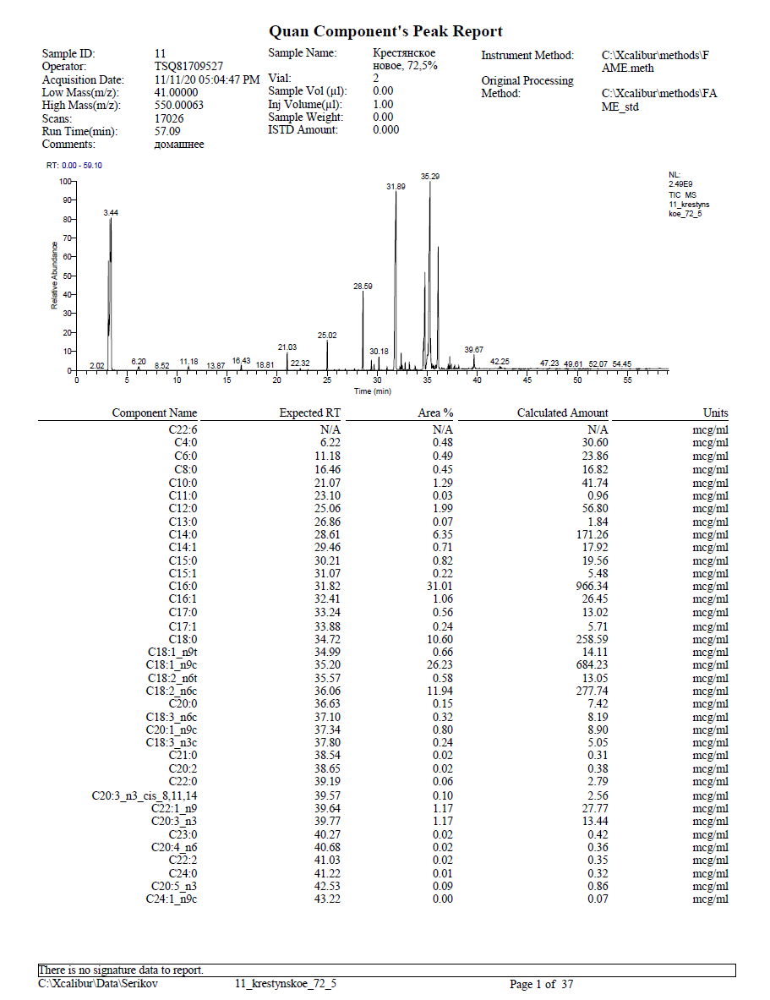 Quan Component's Peak Report
Sample ID: 11
Operator: TSQ81709527
Acquisition Date: 11/11/20 05:04:47 PM
Low Mass(m/z): 41.00000
High Mass(m/z): 550.00063
Scans: 17026
Run Time(min): 57.09
Comments: домашнее
Sample Name: Крестянское
новое, 72,5%
Vial: 2
Sample Vol (µl): 0.00
Inj Volume(µl): 1.00
Sample Weight: 0.00
ISTD Amount: 0.000
Instrument Method: C:\Xcalibur\methods\F
AME.meth
Original Processing
Method: C:\Xcalibur\methods\FA
ME_std
RT: 0.00 - 59.10
NL:
2.49E9
TIC MS
11_krestyns
koe_72_5
Relative Abundance
100
90
80
70
60
50
40
30
20
10
0
3.44
31.89
35.29
28.59
25.02
21.03
30.18
39.67
2.02 6.20 8.52 11.18 13.87 16.43 18.81 22.32 42.25 47.23 49.61 52.07 54.45
0 5 10 15 20 25 30 35 40 45 50 55
Time (min)
Component Name Expected RT Area % Calculated Amount Units
C22:6 N/A N/A N/A mcg/ml
C4:0 6.22 0.48 30.60 mcg/ml
C6:0 11.18 0.49 23.86 mcg/ml
C8:0 16.46 0.45 16.82 mcg/ml
C10:0 21.07 1.29 41.74 mcg/ml
C11:0 23.10 0.03 0.96 mcg/ml
C12:0 25.06 1.99 56.80 mcg/ml
C13:0 26.86 0.07 1.84 mcg/ml
C14:0 28.61 6.35 171.26 mcg/ml
C14:1 29.46 0.71 17.92 mcg/ml
C15:0 30.21 0.82 19.56 mcg/ml
C15:1 31.07 0.22 5.48 mcg/ml
C16:0 31.82 31.01 966.34 mcg/ml
C16:1 32.41 1.06 26.45 mcg/ml
C17:0 33.24 0.56 13.02 mcg/ml
C17:1 33.88 0.24 5.71 mcg/ml
C18:0 34.72 10.60 258.59 mcg/ml
C18:1_n9t 34.99 0.66 14.11 mcg/ml
C18:1_n9c 35.20 26.23 684.23 mcg/ml
C18:2_n6t 35.57 0.58 13.05 mcg/ml
C18:2_n6c 36.06 11.94 277.74 mcg/ml
C20:0 36.63 0.15 7.42 mcg/ml
C18:3_n6c 37.10 0.32 8.19 mcg/ml
C20:1_n9c 37.34 0.80 8.90 mcg/ml
C18:3_n3c 37.80 0.24 5.05 mcg/ml
C21:0 38.54 0.02 0.31 mcg/ml
C20:2 38.65 0.02 0.38 mcg/ml
C22:0 39.19 0.06 2.79 mcg/ml
C20:3_n3_cis_8,11,14 39.57 0.10 2.56 mcg/ml
C22:1_n9 39.64 1.17 27.77 mcg/ml
C20:3_n3 39.77 1.17 13.44 mcg/ml
C23:0 40.27 0.02 0.42 mcg/ml
C20:4_n6 40.68 0.02 0.36 mcg/ml
C22:2 41.03 0.02 0.35 mcg/ml
C24:0 41.22 0.01 0.32 mcg/ml
C20:5_n3 42.53 0.09 0.86 mcg/ml
C24:1_n9c 43.22 0.00 0.07 mcg/ml
There is no signature data to report.
C:\Xcalibur\Data\Serikov 11_krestynskoe_72_5 Page 1 of 37